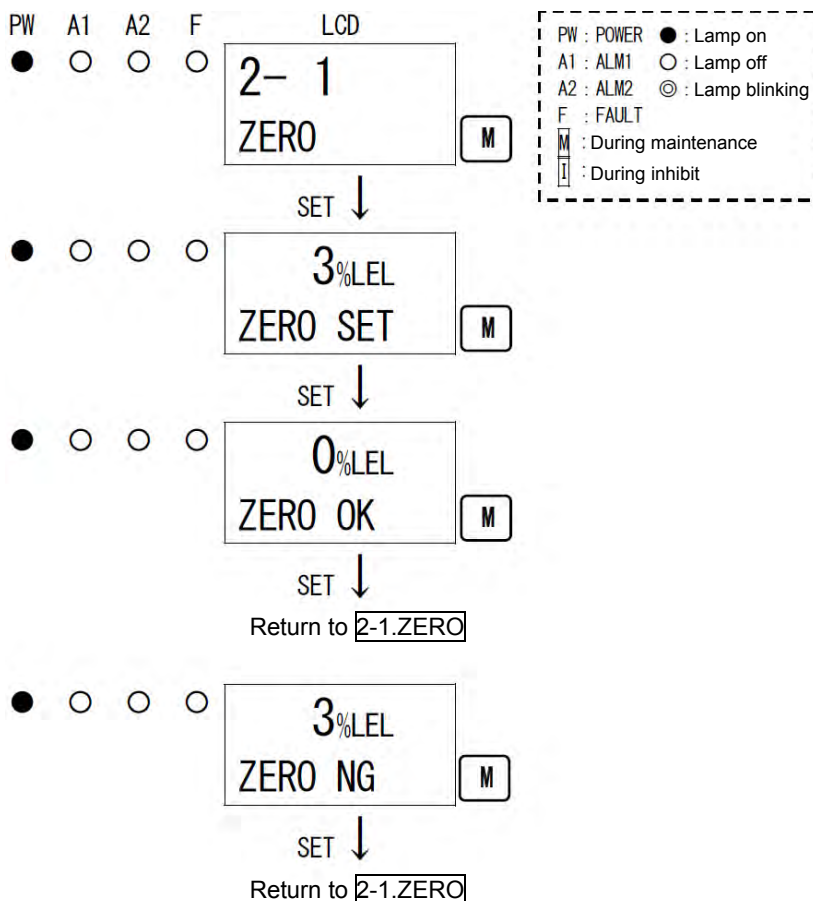 PW A1 A2 F LCD
2- 1
ZERO
M
SET ↓
3%LEL
ZERO SET
M
SET ↓
0%LEL
ZERO OK
M
SET ↓
Return to 2-1.ZERO
3%LEL
ZERO NG
M
SET ↓
Return to 2-1.ZERO
PW : POWER ● : Lamp on
A1 : ALM1 ○ : Lamp off
A2 : ALM2 ◎ : Lamp blinking
F : FAULT
M : During maintenance
I : During inhibit